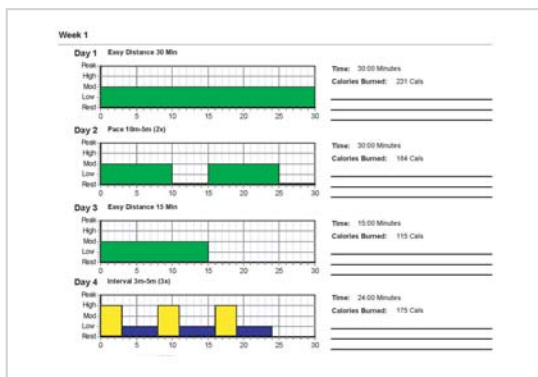 Week 1
Day 1 Easy Distance 30 Min
Peak
High
Mod
Low
Rest
0 5 10 15 20 25 30
Time: 30:00 Minutes
Calories Burned: 231 Cals
Day 2 Pace 10m-5m (2x)
Peak
High
Mod
Low
Rest
0 5 10 15 20 25 30
Time: 30:00 Minutes
Calories Burned: 184 Cals
Day 3 Easy Distance 15 Min
Peak
High
Mod
Low
Rest
0 5 10 15 20 25 30
Time: 15:00 Minutes
Calories Burned: 115 Cals
Day 4 Interval 3m-5m (3x)
Peak
High
Mod
Low
Rest
0 5 10 15 20 25 30
Time: 24:00 Minutes
Calories Burned: 175 Cals